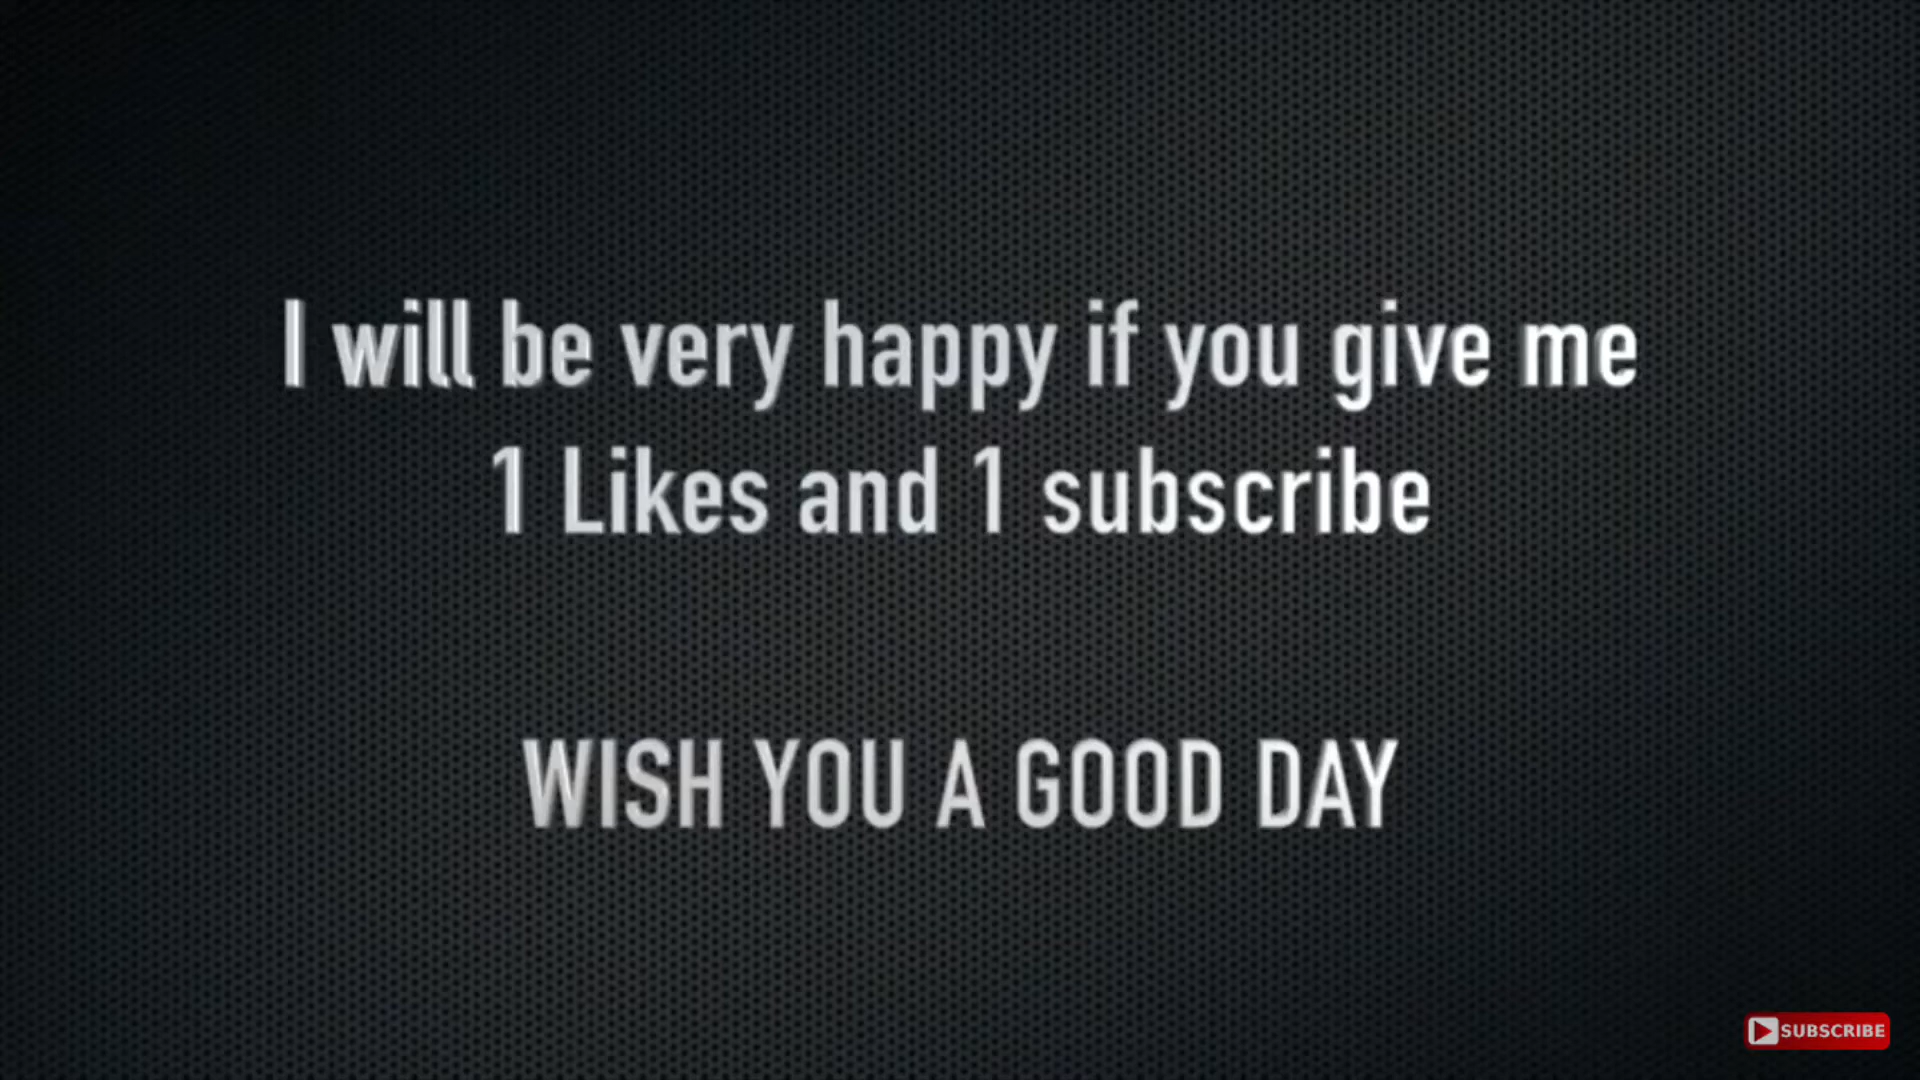 I will be very happy if you give me
1 Likes and 1 subscribe
WISH YOU A GOOD DAY
SUBSCRIBE